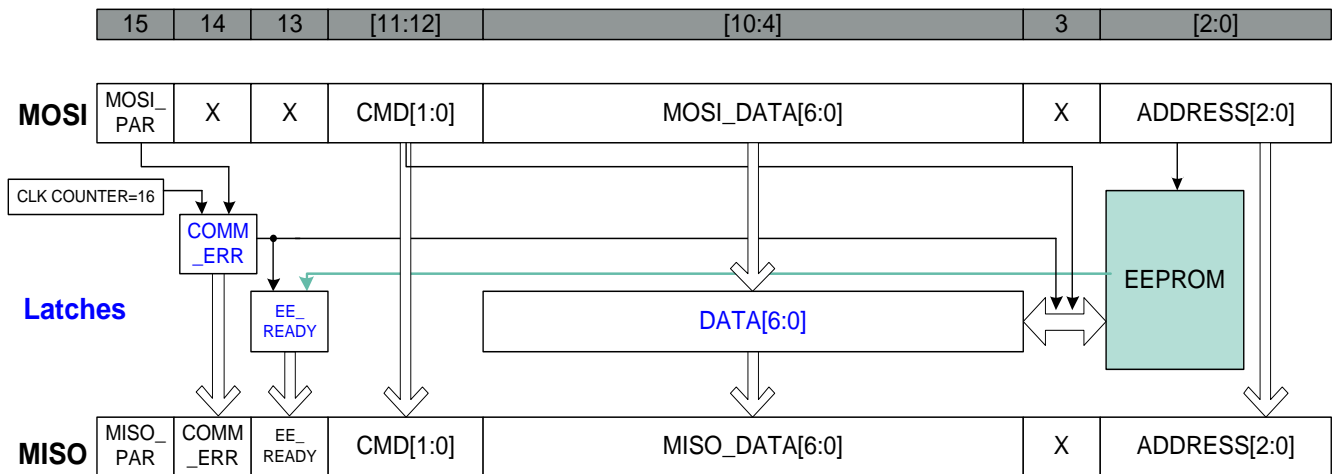 15 14 13 [11:12] [10:4] 3 [2:0]
MOSI MOSI_ X X CMD[1:0] MOSI_DATA[6:0] X ADDRESS[2:0]
PAR
CLK COUNTER=16
COMM
_ERR
EEPROM
Latches
EE_
READY
DATA[6:0]
MISO MISO_ COMM EE_ CMD[1:0] MISO_DATA[6:0] X ADDRESS[2:0]
PAR _ERR READY